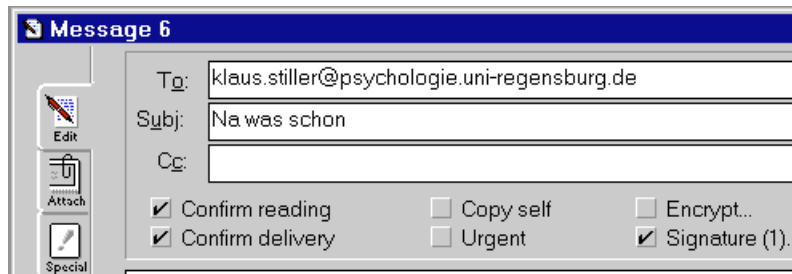 Message 6
To: klaus.stiller@psychologie.uni-regensburg.de
Edit
Subj: Na was schon
Cc:
Attach
Confirm reading Copy self Encrypt...
Confirm delivery Urgent Signature (1).
Special